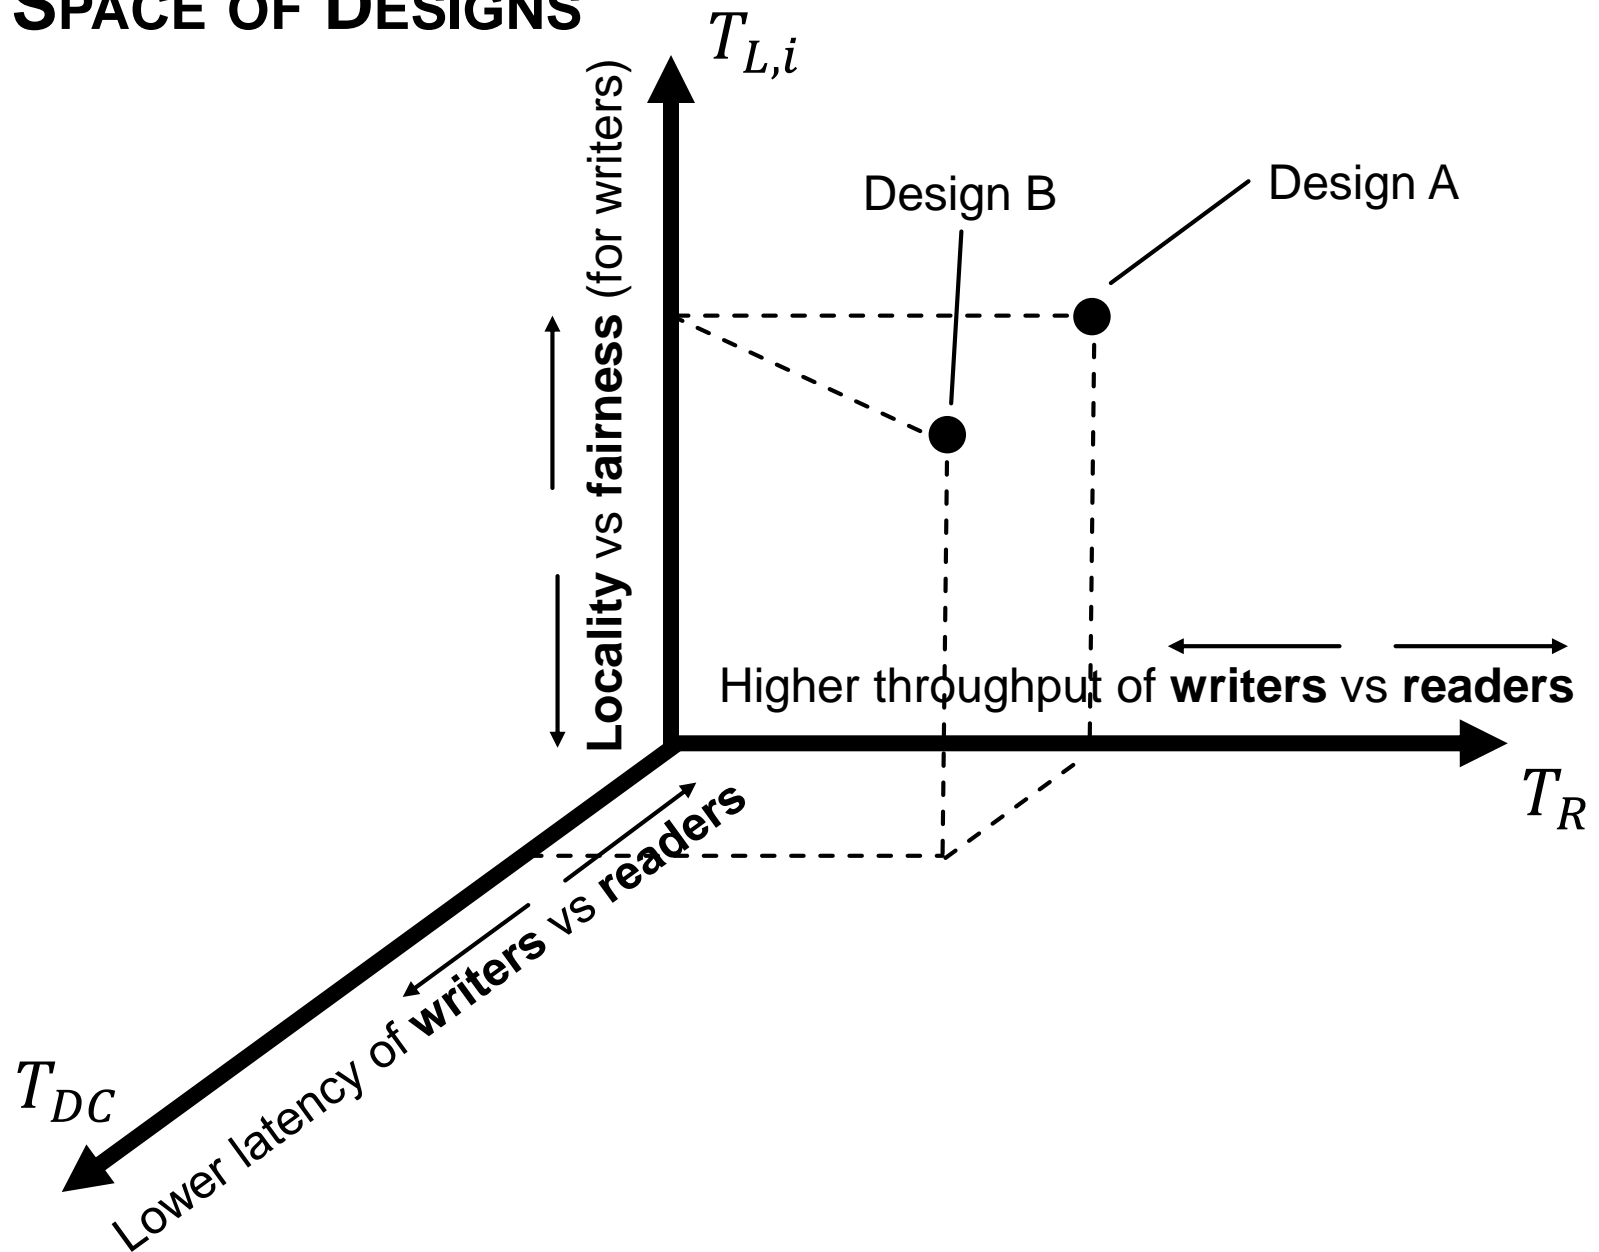 SPACE OF DESIGNS
T_{L,i}
Locality vs fairness (for writers)
Design B
Design A
Higher throughput of writers vs readers
T_R
T_{DC}
Lower latency of writers vs readers